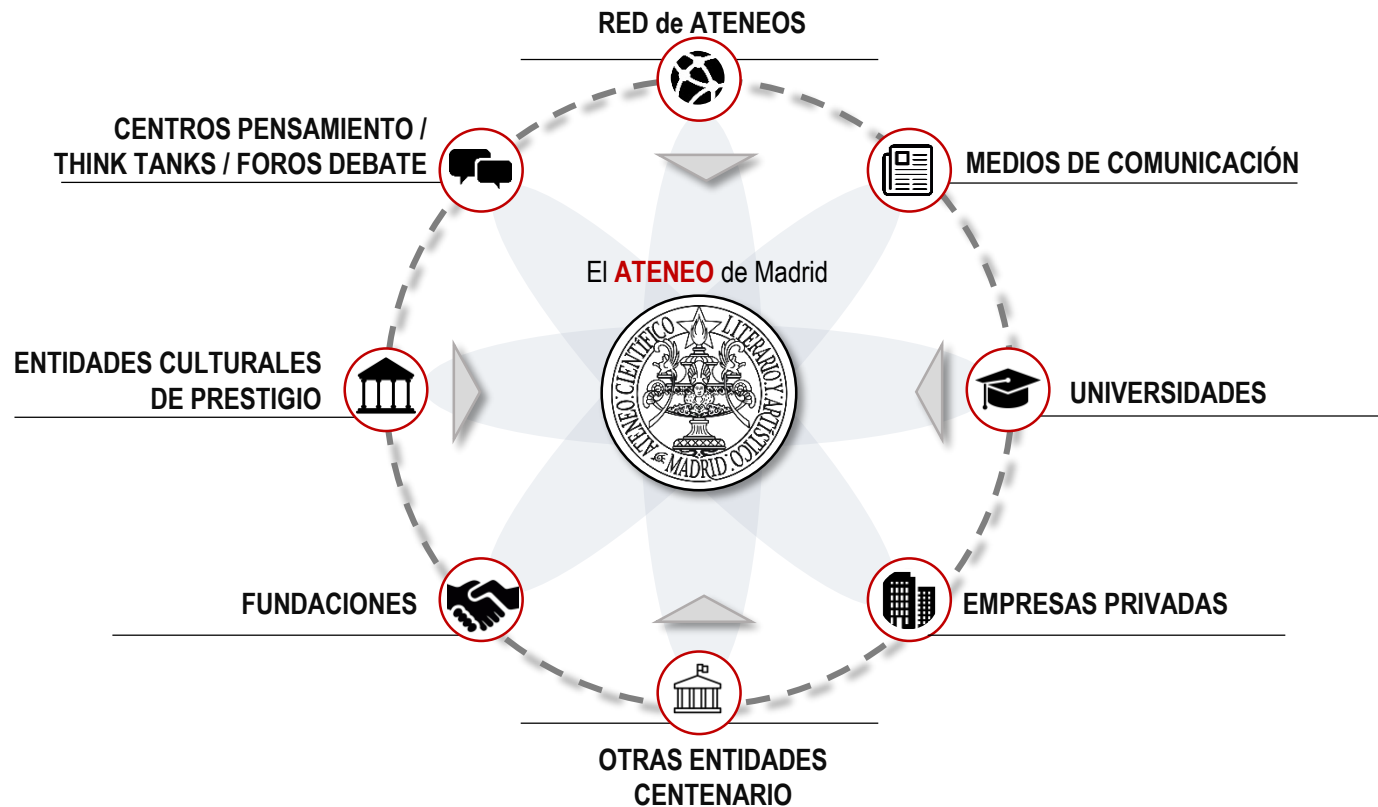 RED de ATENEOS
CENTROS PENSAMIENTO /
THINK TANKS / FOROS DEBATE
MEDIOS DE COMUNICACIÓN
El ATENEO de Madrid
ATENEO·CIENTÍFICO LITERARIO,Y ARTÍSTICO: DE MADRID:
ENTIDADES CULTURALES
DE PRESTIGIO
UNIVERSIDADES
FUNDACIONES
EMPRESAS PRIVADAS
OTRAS ENTIDADES
CENTENARIO